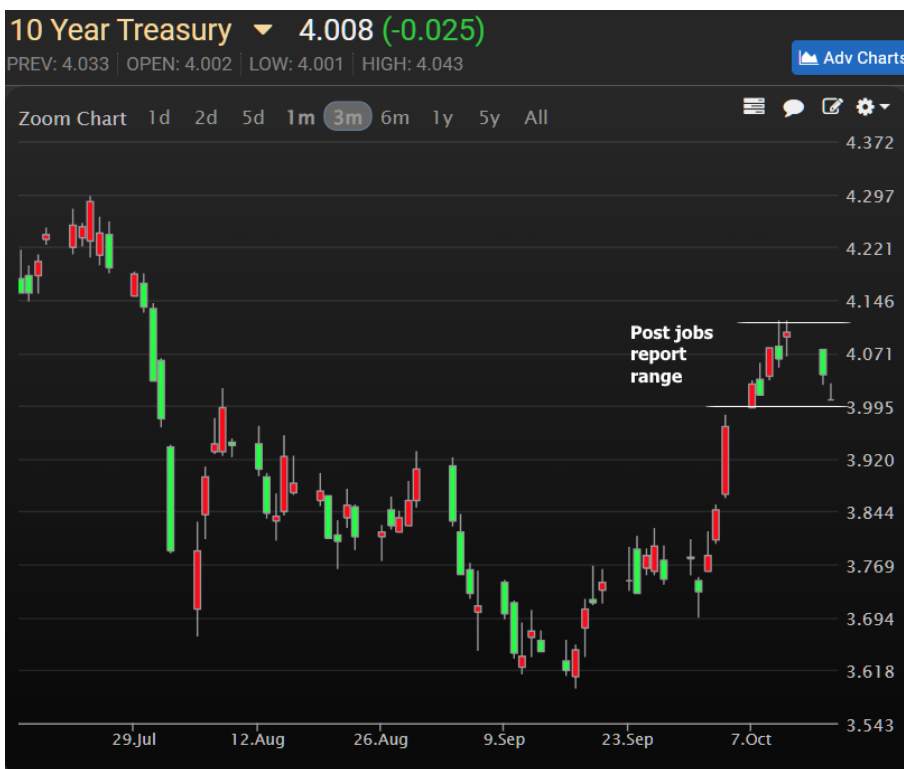 10 Year Treasury 4.008 (-0.025)
PREV: 4.033 OPEN: 4.002 LOW: 4.001 HIGH: 4.043
Adv Charts
Zoom Chart 1d 2d 5d 1m 3m 6m 1y 5y All
4.372
4.297
4.221
4.146
Post jobs
report
range
4.071
3.995
3.920
3.844
3.769
3.694
3.618
3.543
29.Jul 12.Aug 26.Aug 9.Sep 23.Sep 7.Oct